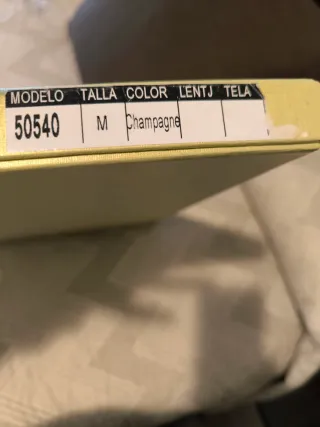 MODELO TALLA COLOR LENTJ TELA
50540 M Champagne